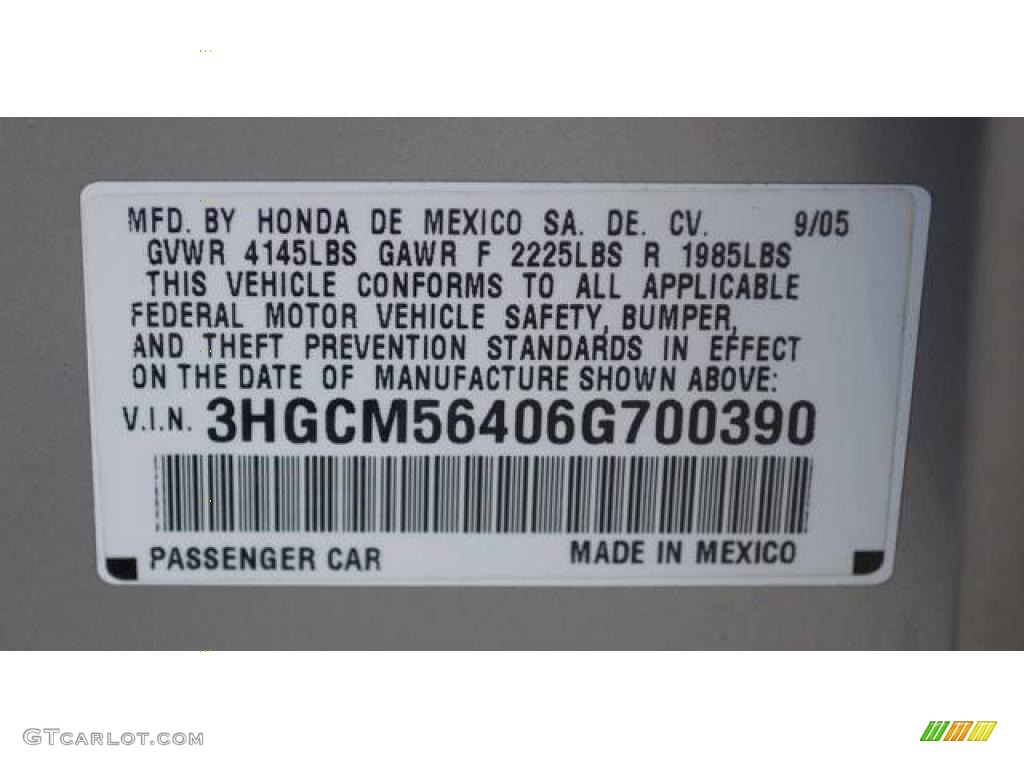 MFD. BY HONDA DE MEXICO SA. DE. CV. 9/05
GVWR 4145LBS GAWR F 2225LBS R 1985LBS
THIS VEHICLE CONFORMS TO ALL APPLICABLE
FEDERAL MOTOR VEHICLE SAFETY, BUMPER,
AND THEFT PREVENTION STANDARDS IN EFFECT
ON THE DATE OF MANUFACTURE SHOWN ABOVE:
V.I.N. 3HGCM56406G700390
PASSENGER CAR MADE IN MEXICO
GTCARLOT.COM